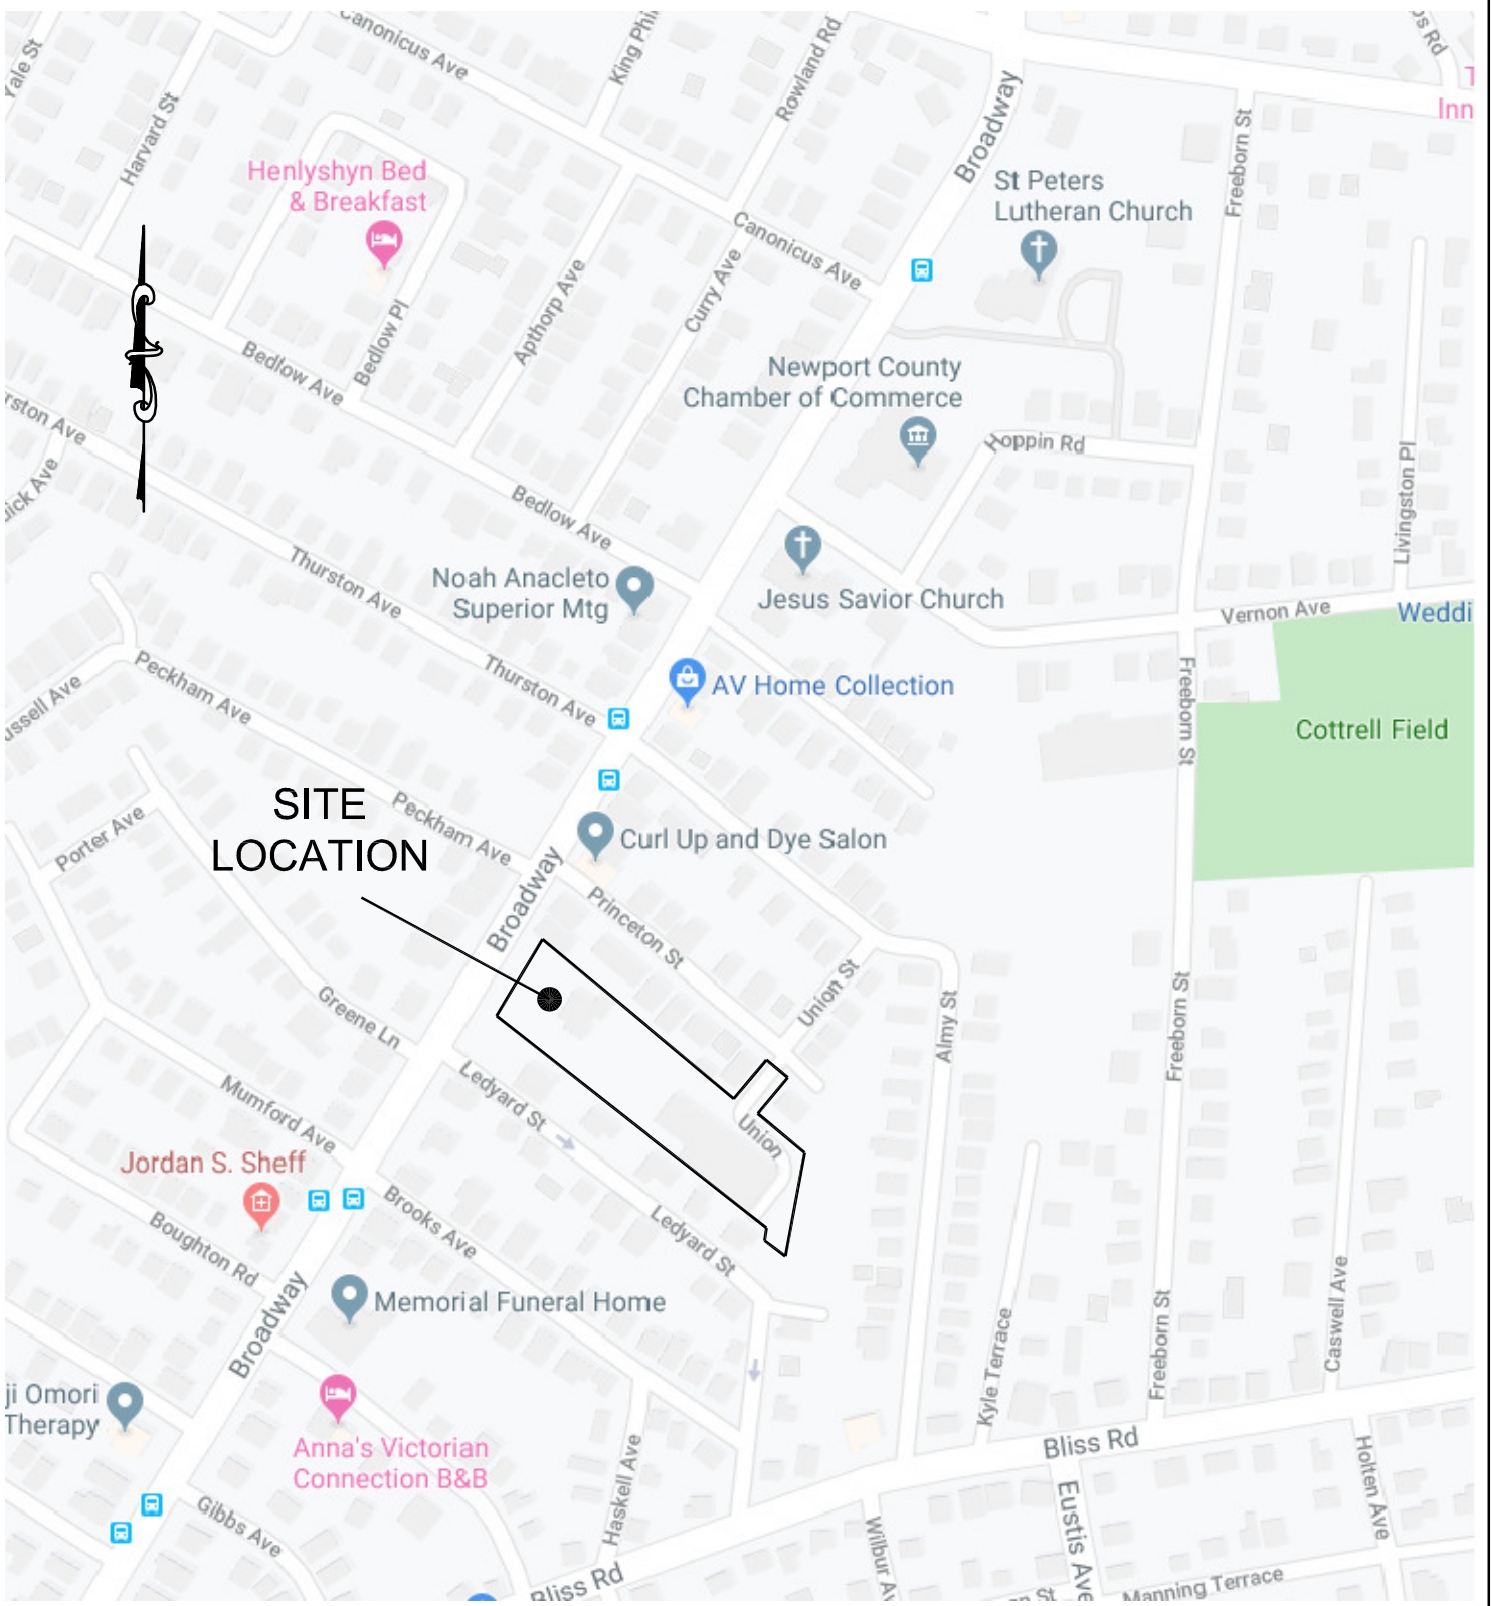 Canonicus Ave
King Phi
Rowland Rd
Yale St
Harvard St
Broadway
Inn
Freeborn St
Henlyshyn Bed
& Breakfast
St Peters
Lutheran Church
Canonicus Ave
Curry Ave
Apthorp Ave
Bedlow Pl
Bedlow Ave
Newport County
Chamber of Commerce
Hoppin Rd
rston Ave
ick Ave
Livingston Pl
Bedlow Ave
Thurston Ave
Noah Anacleto
Superior Mtg
Jesus Savior Church
Vernon Ave
Weddi
Peckham Ave
ussell Ave
Thurston Ave
AV Home Collection
Freeborn St
Cottrell Field
SITE
LOCATION
Peckham Ave
Porter Ave
Curl Up and Dye Salon
Broadway
Princeton St
Union St
Almy St
Freeborn St
Greene Ln
Ledyard St
Mumford Ave
Union
Jordan S. Sheff
Brooks Ave
Boughton Rd
Ledyard St
Memorial Funeral Home
Broadway
Kyle Terrace
Freeborn St
Caswell Ave
ji Omori
Therapy
Anna's Victorian
Connection B&B
Bliss Rd
Haskell Ave
Holten Ave
Gibbs Ave
Eustis Ave
Wilbur Av
Bliss Rd
Manning Terrace